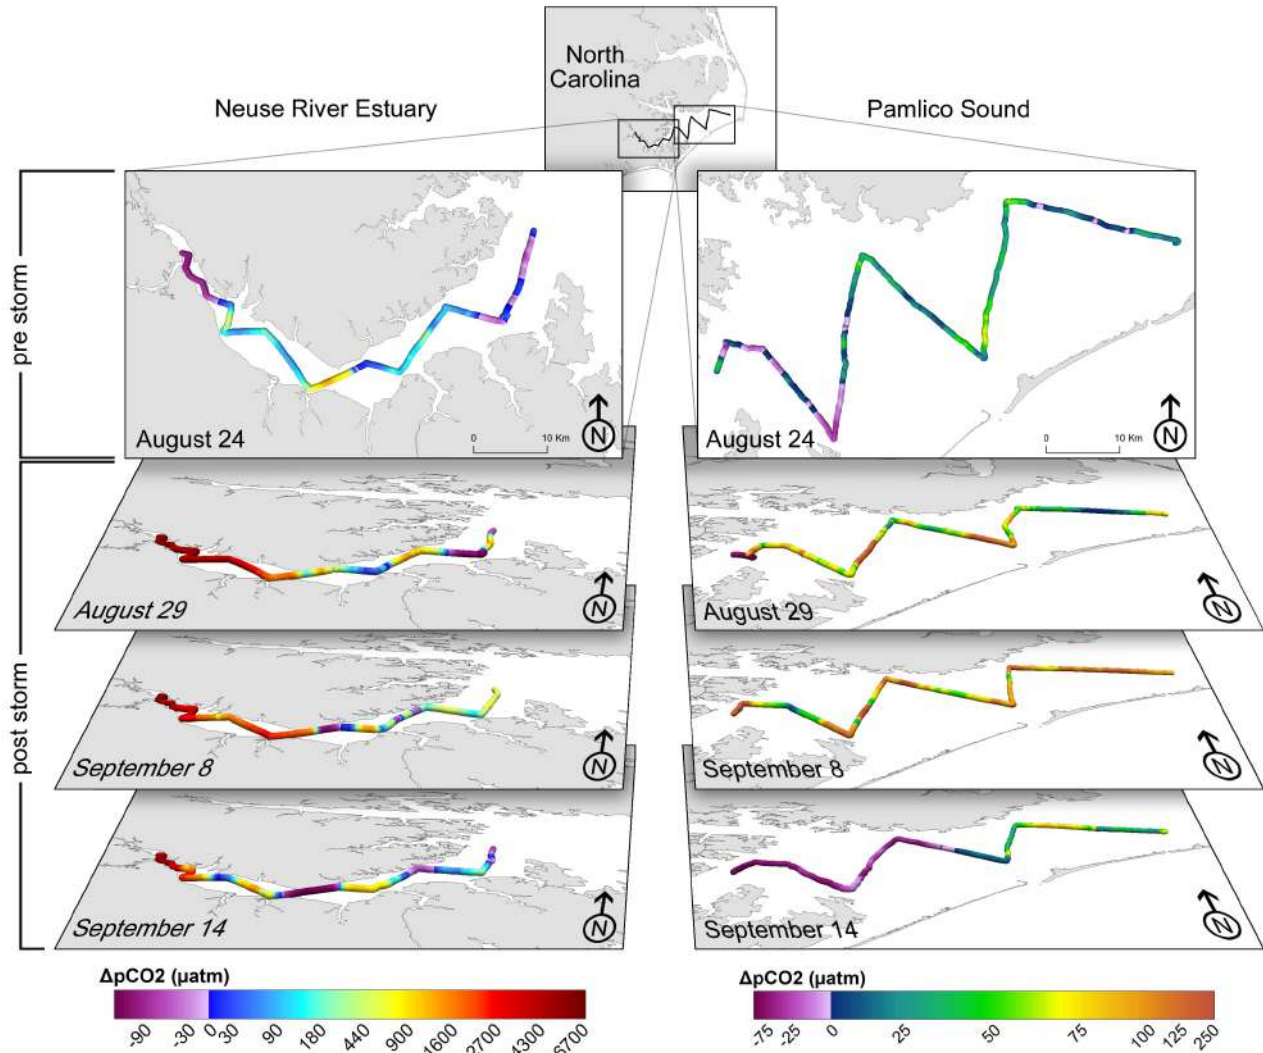 North
Carolina
Neuse River Estuary
Pamlico Sound
pre storm
August 24
0 10 Km
N
August 24
0 10 Km
N
post storm
August 29
N
August 29
N
September 8
N
September 8
N
September 14
N
September 14
N
ΔpCO2 (µatm)
-90 -30 0 30 90 180 440 900 1600 2700 4300 6700
ΔpCO2 (µatm)
-75 -25 0 25 50 75 100 125 250